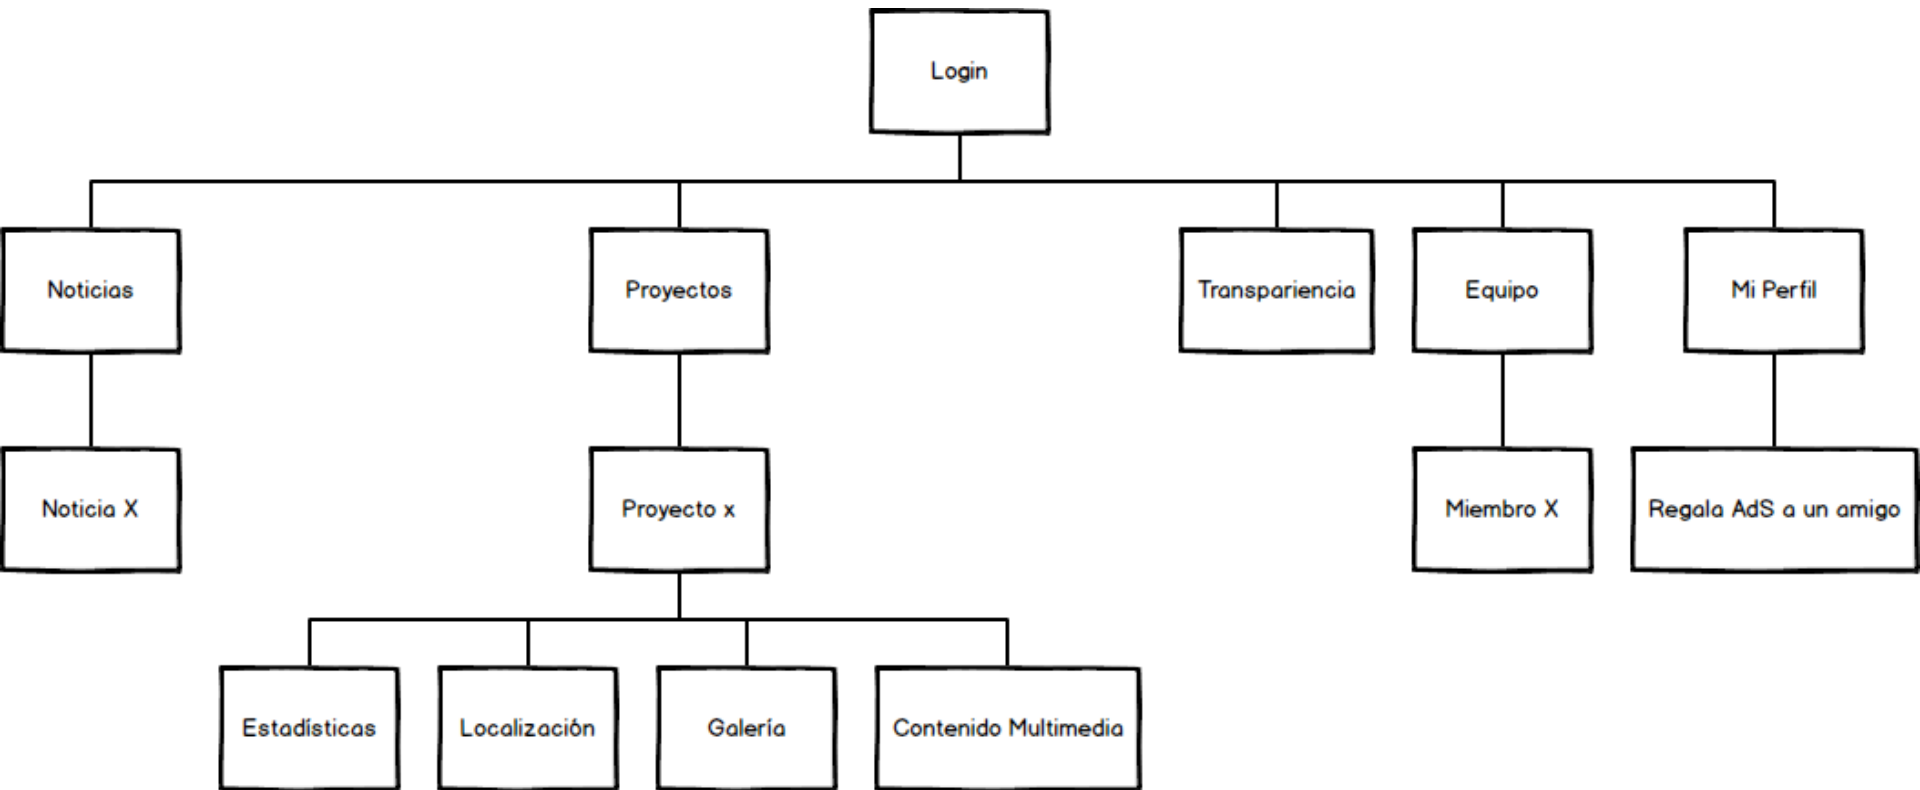 Login
Noticias
Proyectos
Transpariencia
Equipo
Mi Perfil
Noticia X
Proyecto x
Miembro X
Regala AdS a un amigo
Estadísticas
Localización
Galería
Contenido Multimedia